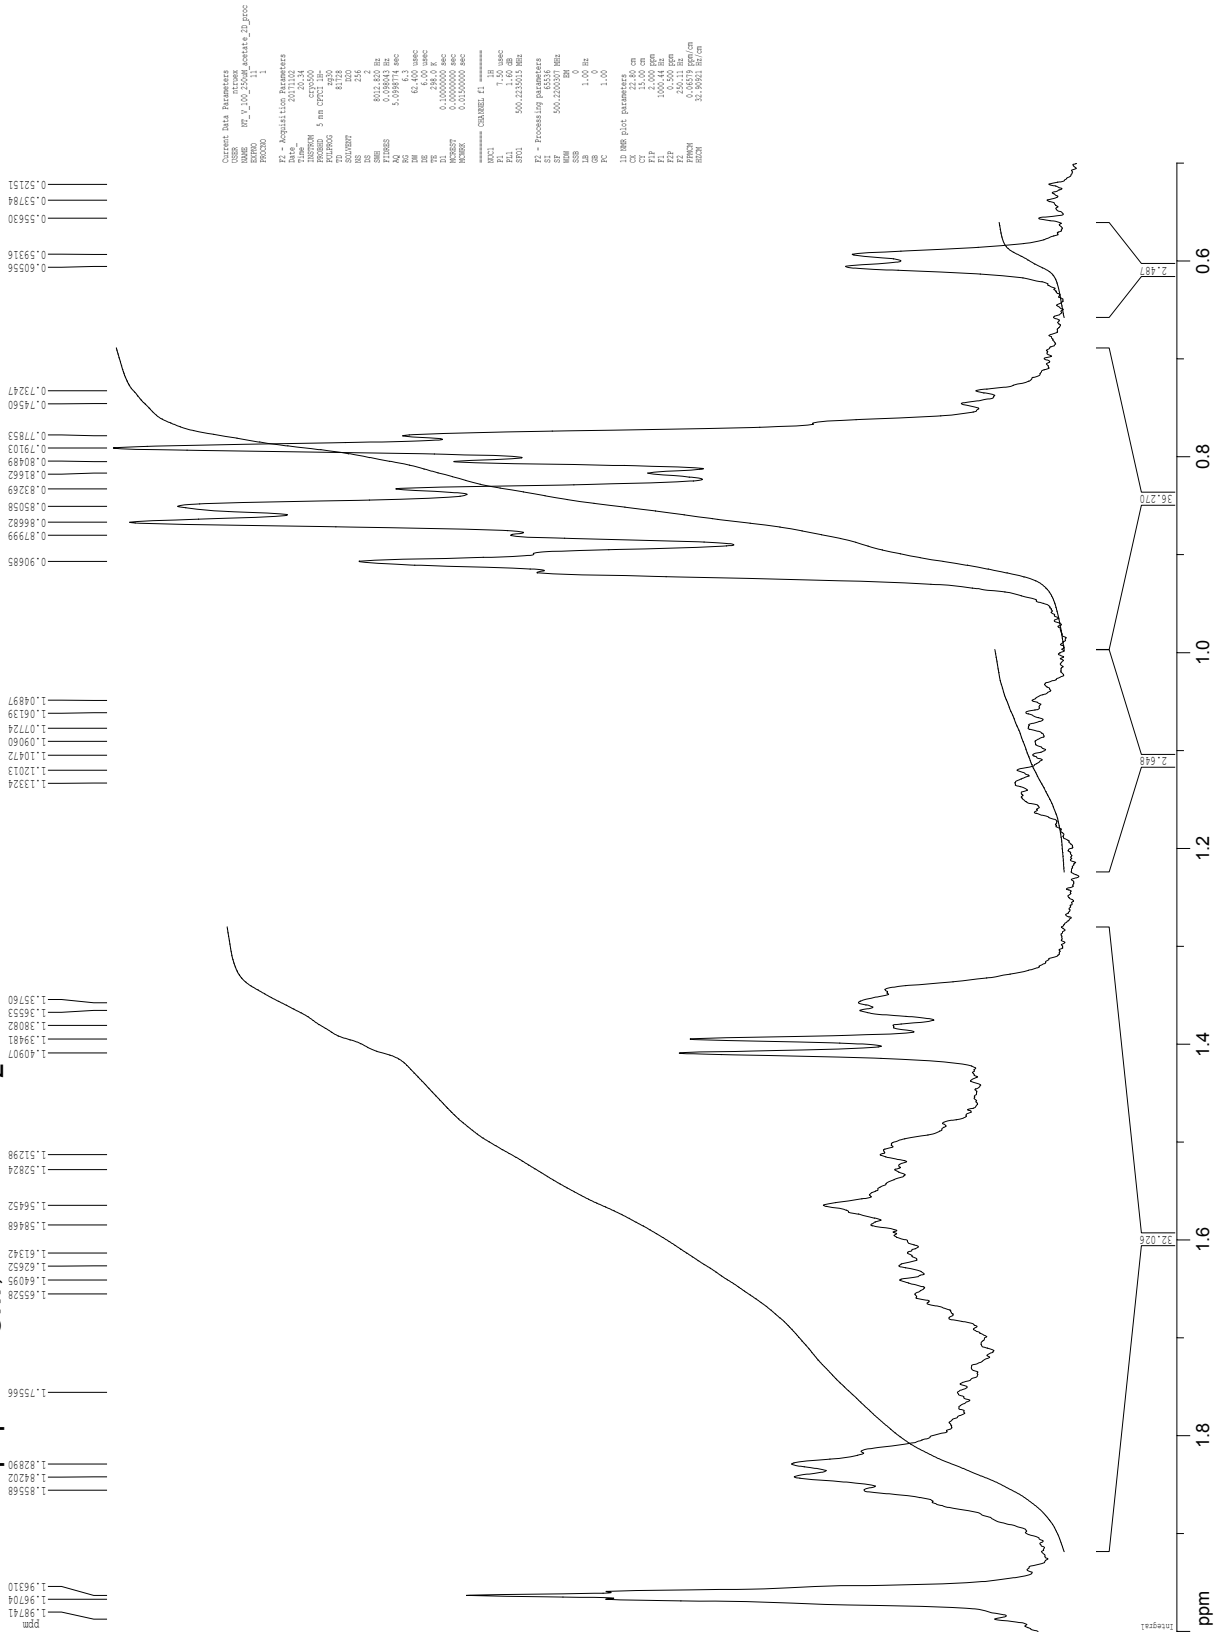 Current Data Parameters
USER ntrmex
NAME NT_V_100_250uM_acetate_2D_proc
EXPNO 11
PROCNO 1
F2 - Acquisition Parameters
Date_ 20171102
Time 20.34
INSTRUM cryo500
PROBHD 5 mm CPTCI 1H-
PULPROG zg30
TD 81728
SOLVENT D2O
NS 256
DS 2
SWH 8012.820 Hz
FIDRES 0.098043 Hz
AQ 5.0998774 sec
RG 6.3
DW 62.400 usec
DE 6.00 usec
TE 298.0 K
D1 0.10000000 sec
MCREST 0.00000000 sec
MCWRK 0.01500000 sec
======== CHANNEL f1 ========
NUC1 1H
P1 7.50 usec
PL1 1.60 dB
SFO1 500.2235015 MHz
F2 - Processing parameters
SI 65536
SF 500.2200307 MHz
WDW EM
SSB 0
LB 1.00 Hz
GB 0
PC 1.00
1D NMR plot parameters
CX 22.80 cm
CY 15.00 cm
F1P 2.000 ppm
F1 1000.44 Hz
F2P 0.500 ppm
F2 250.11 Hz
PPMCM 0.06579 ppm/cm
HZCM 32.90921 Hz/cm
ppm
1.98741
1.96704
1.96310
1.85568
1.84202
1.82890
1.75566
1.65528
1.64095
1.62652
1.61342
1.58468
1.56452
1.52824
1.51298
1.40907
1.39481
1.38082
1.36553
1.35760
1.13324
1.12013
1.10472
1.09060
1.07724
1.06139
1.04897
0.90685
0.87999
0.86682
0.85058
0.83269
0.81662
0.80489
0.79103
0.77853
0.74560
0.73247
0.60556
0.59316
0.55630
0.53784
0.52151
Integral
32.026
2.648
36.270
2.487
ppm
1.8
1.6
1.4
1.2
1.0
0.8
0.6